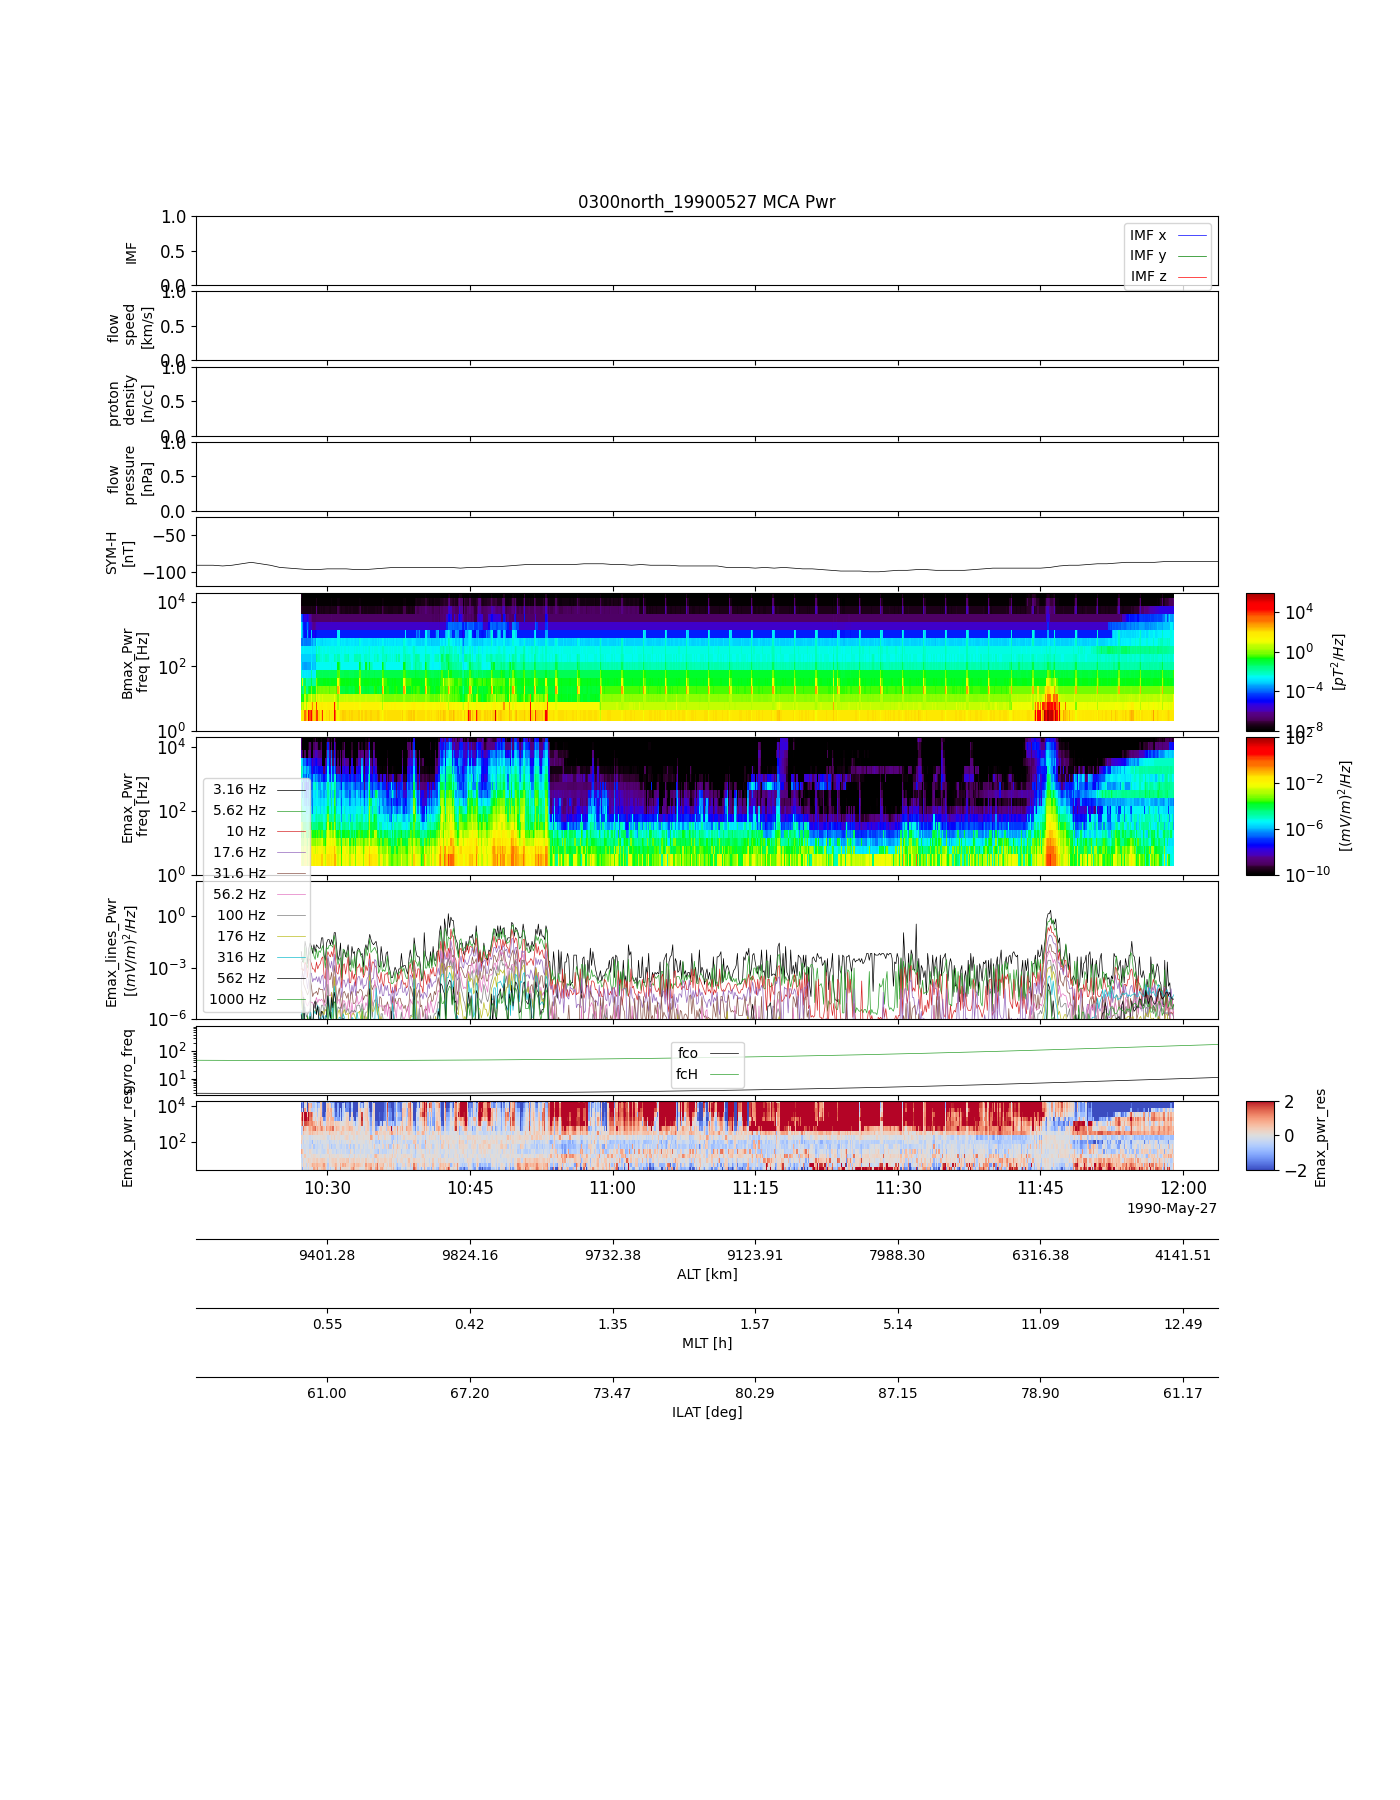 0300north_19900527 MCA Pwr
1.0
0.5
0.0
IMF
IMF x
IMF y
IMF z
1.0
0.5
0.0
flow
speed
[km/s]
1.0
0.5
0.0
proton
density
[n/cc]
1.0
0.5
0.0
flow
pressure
[nPa]
−50
−100
SYM-H
[nT]
10^4
10^2
10^0
Bmax_Pwr
freq [Hz]
10^4
10^0
10^−4
10^−8
[pT^2/Hz]
10^4
10^2
10^0
Emax_Pwr
freq [Hz]
10^2
10^−2
10^−6
10^−10
[(mV/m)^2/Hz]
3.16 Hz
5.62 Hz
10 Hz
17.6 Hz
31.6 Hz
56.2 Hz
100 Hz
176 Hz
316 Hz
562 Hz
1000 Hz
10^0
10^−3
10^−6
Emax_lines_Pwr
[(mV/m)^2/Hz]
10^2
10^1
gyro_freq
fco
fcH
10^4
10^2
Emax_pwr_res
2
0
−2
Emax_pwr_res
10:30 10:45 11:00 11:15 11:30 11:45 12:00
1990-May-27
9401.28 9824.16 9732.38 9123.91 7988.30 6316.38 4141.51
ALT [km]
0.55 0.42 1.35 1.57 5.14 11.09 12.49
MLT [h]
61.00 67.20 73.47 80.29 87.15 78.90 61.17
ILAT [deg]